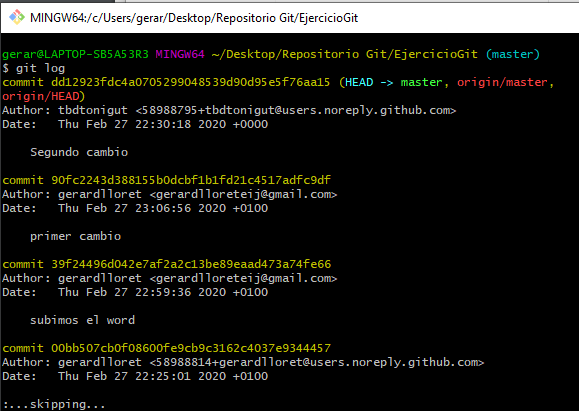 MINGW64:/c/Users/gerar/Desktop/Repositorio Git/EjercicioGit
gerar@LAPTOP-SB5A53R3 MINGW64 ~/Desktop/Repositorio Git/EjercicioGit (master)
$ git log
commit dd12923fdc4a0705299048539d90d95e5f76aa15 (HEAD -> master, origin/master,
origin/HEAD)
Author: tbdtonigut <58988795+tbdtonigut@users.noreply.github.com>
Date:   Thu Feb 27 22:30:18 2020 +0000
    Segundo cambio
commit 90fc2243d388155b0dcbf1b1fd21c4517adfc9df
Author: gerardlloret <gerardlloreteij@gmail.com>
Date:   Thu Feb 27 23:06:56 2020 +0100
    primer cambio
commit 39f24496d042e7af2a2c13be89eaad473a74fe66
Author: gerardlloret <gerardlloreteij@gmail.com>
Date:   Thu Feb 27 22:59:36 2020 +0100
    subimos el word
commit 00bb507cb0f08600fe9cb9c3162c4037e9344457
Author: gerardlloret <58988814+gerardlloret@users.noreply.github.com>
Date:   Thu Feb 27 22:25:01 2020 +0100
:...skipping...